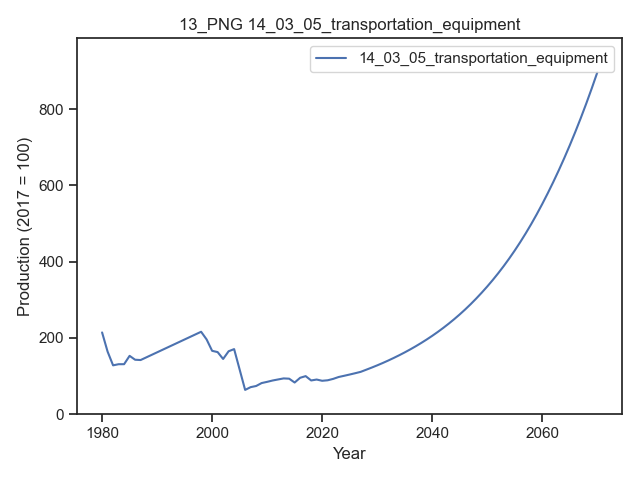 13_PNG 14_03_05_transportation_equipment
14_03_05_transportation_equipment
Production (2017 = 100)
800
600
400
200
0
1980
2000
2020
2040
2060
Year